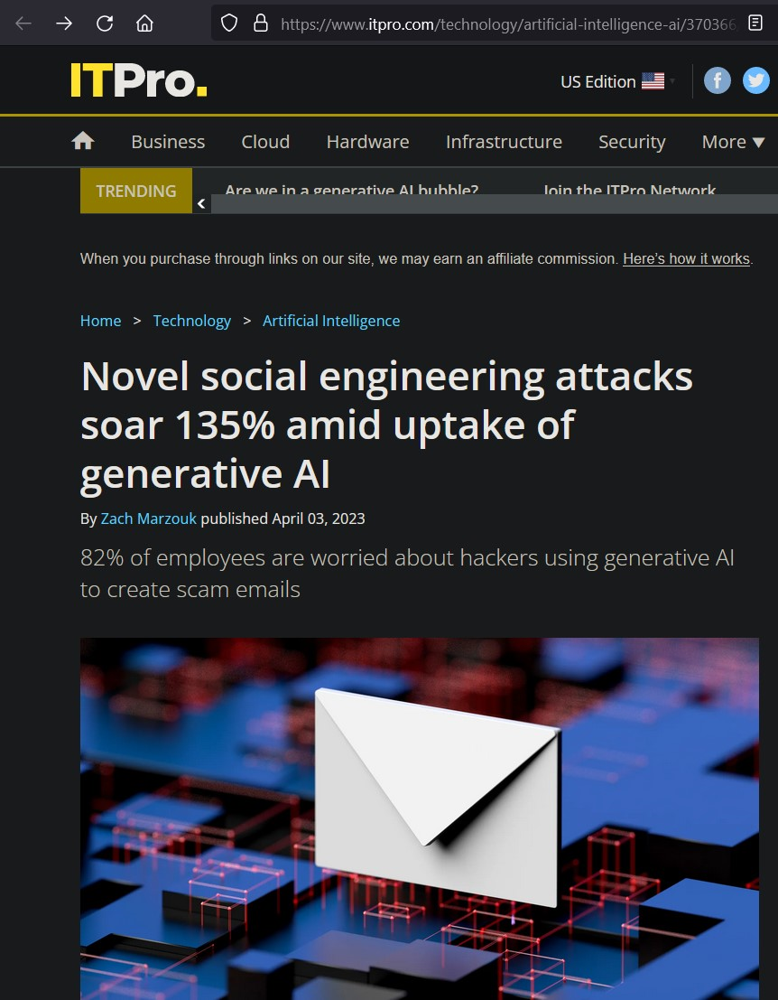 https://www.itpro.com/technology/artificial-intelligence-ai/370366
ITPro.
US Edition
Business Cloud Hardware Infrastructure Security More
TRENDING
Are we in a generative AI bubble? Join the ITPro Network
When you purchase through links on our site, we may earn an affiliate commission. Here’s how it works.
Home > Technology > Artificial Intelligence
Novel social engineering attacks
soar 135% amid uptake of
generative AI
By Zach Marzouk published April 03, 2023
82% of employees are worried about hackers using generative AI
to create scam emails